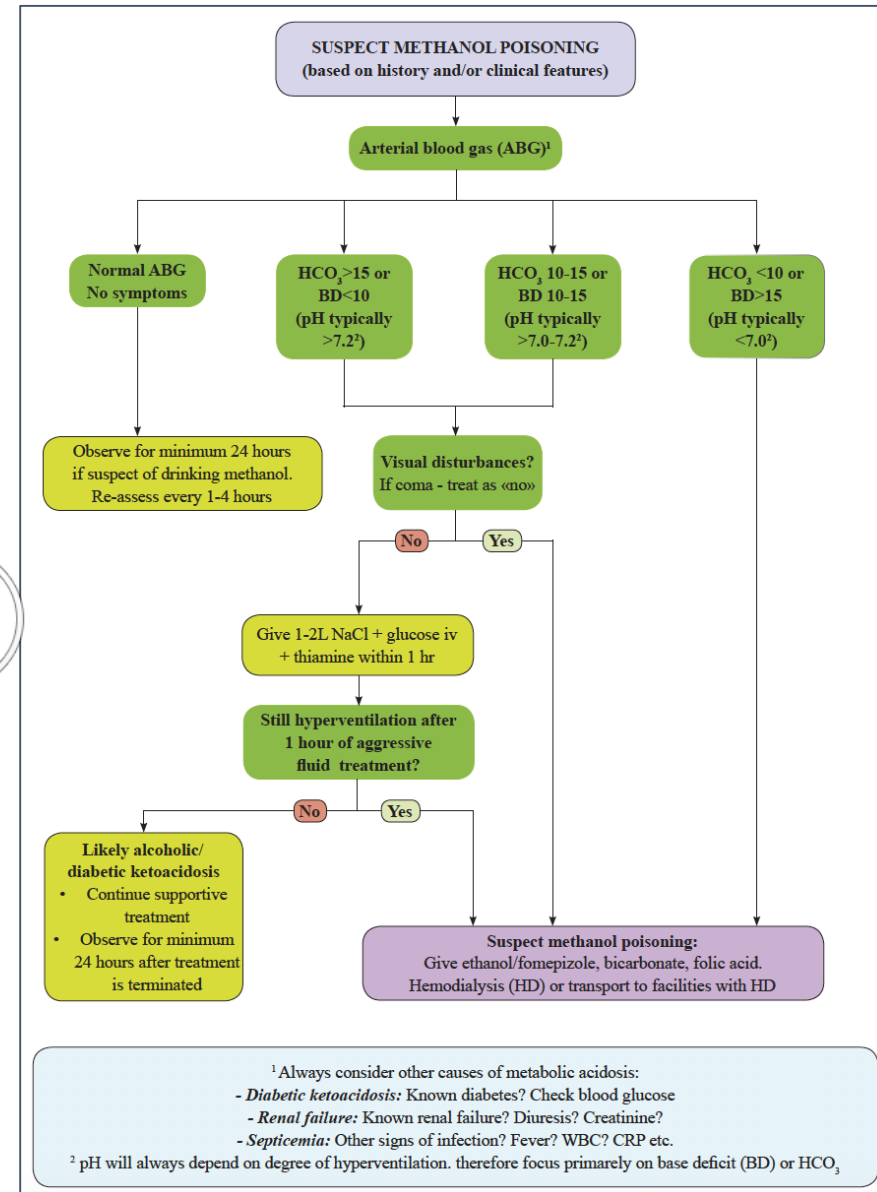 SUSPECT METHANOL POISONING
(based on history and/or clinical features)
Arterial blood gas (ABG)¹
Normal ABG
No symptoms
HCO₃>15 or
BD<10
(pH typically
>7.2²)
HCO₃ 10-15 or
BD 10-15
(pH typically
>7.0-7.2²)
HCO₃ <10 or
BD>15
(pH typically
<7.0²)
Observe for minimum 24 hours
if suspect of drinking methanol.
Re-assess every 1-4 hours
Visual disturbances?
If coma - treat as «no»
No
Yes
Give 1-2L NaCl + glucose iv
+ thiamine within 1 hr
Still hyperventilation after
1 hour of aggressive
fluid treatment?
No
Yes
Likely alcoholic/
diabetic ketoacidosis
• Continue supportive
treatment
• Observe for minimum
24 hours after treatment
is terminated
Suspect methanol poisoning:
Give ethanol/fomepizole, bicarbonate, folic acid.
Hemodialysis (HD) or transport to facilities with HD
¹ Always consider other causes of metabolic acidosis:
- Diabetic ketoacidosis: Known diabetes? Check blood glucose
- Renal failure: Known renal failure? Diuresis? Creatinine?
- Septicemia: Other signs of infection? Fever? WBC? CRP etc.
² pH will always depend on degree of hyperventilation. therefore focus primarely on base deficit (BD) or HCO₃